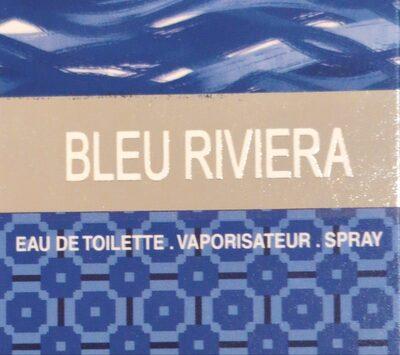 BLEU RIVIERA
EAU DE TOILETTE . VAPORISATEUR . SPRAY